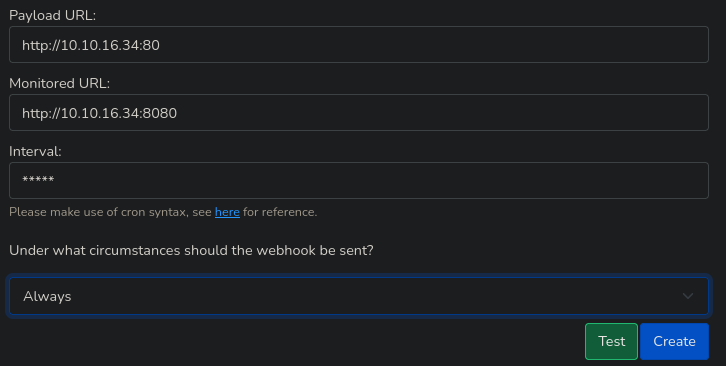 Payload URL:
http://10.10.16.34:80
Monitored URL:
http://10.10.16.34:8080
Interval:
*****
Please make use of cron syntax, see here for reference.
Under what circumstances should the webhook be sent?
Always
Test Create